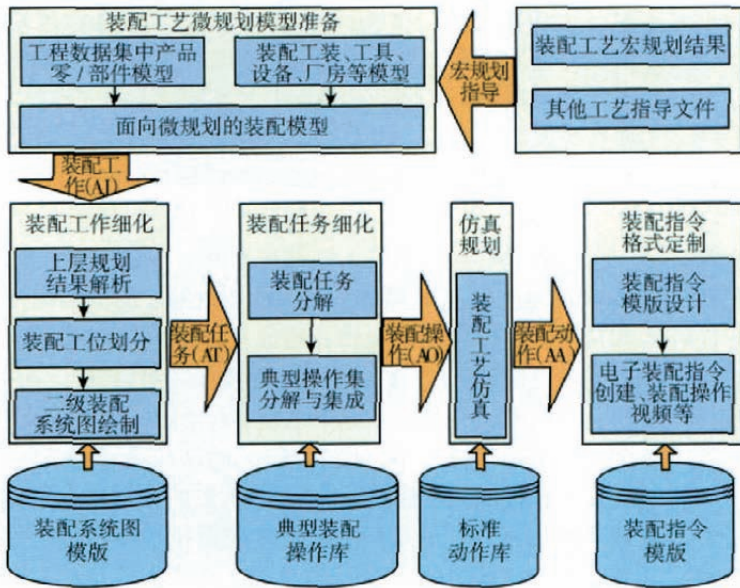 装配工艺微规划模型准备
工程数据集中产品
零/部件模型
装配工装、工具、
设备、厂房等模型
面向微规划的装配模型
宏规划
指导
装配工艺宏规划结果
其他工艺指导文件
装配工
作(AJ)
装配工作细化
上层规划
结果解析
装配工位划分
二级装配
系统图绘制
装配任
务(AT)
装配任务细化
装配任务
分解
典型操作集
分解与集成
装配操
作(AO)
仿真
规划
装配工艺仿真
装配动
作(AA)
装配指令
格式定制
装配指令
模版设计
电子装配指令
创建、装配操作
视频等
装配系统图
模版
典型装配
操作库
标准
动作库
装配指令
模版